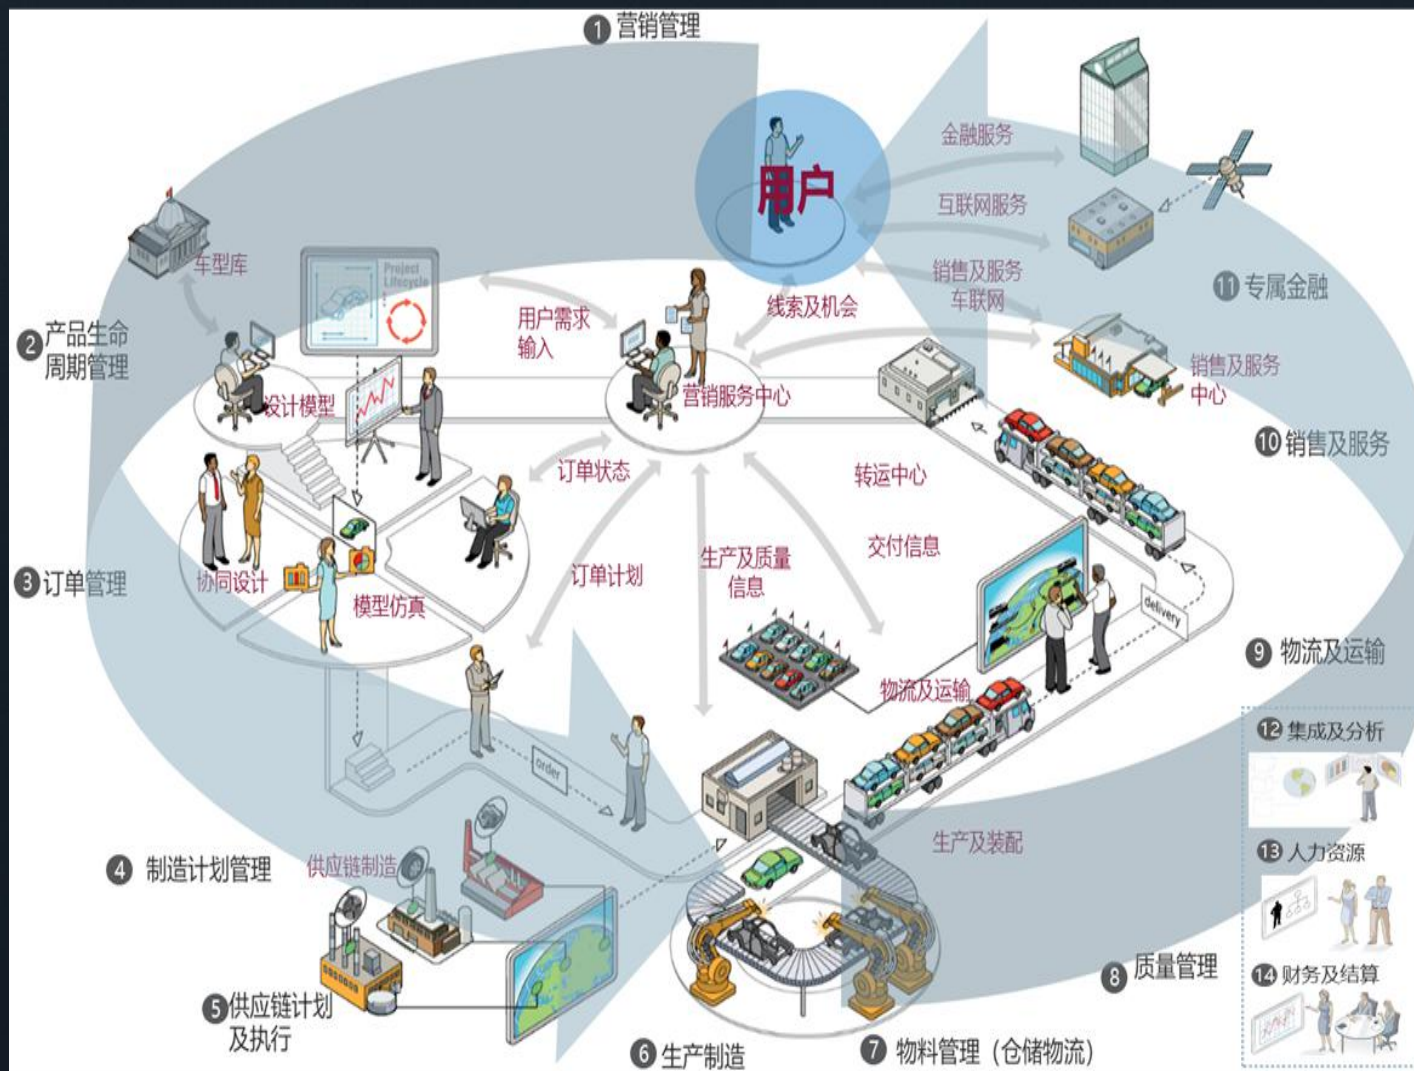 1 营销管理
用户
金融服务
互联网服务
销售及服务
车联网
11 专属金融
线索及机会
车型库
Project
Lifecycle
用户需求
输入
2 产品生命
周期管理
设计模型
营销服务中心
销售及服务
中心
10 销售及服务
订单状态
转运中心
交付信息
生产及质量
信息
订单计划
3 订单管理
协同设计
模型仿真
delivery
9 物流及运输
物流及运输
order
12 集成及分析
13 人力资源
14 财务及结算
生产及装配
4 制造计划管理
供应链制造
5 供应链计划
及执行
6 生产制造
7 物料管理（仓储物流）
8 质量管理